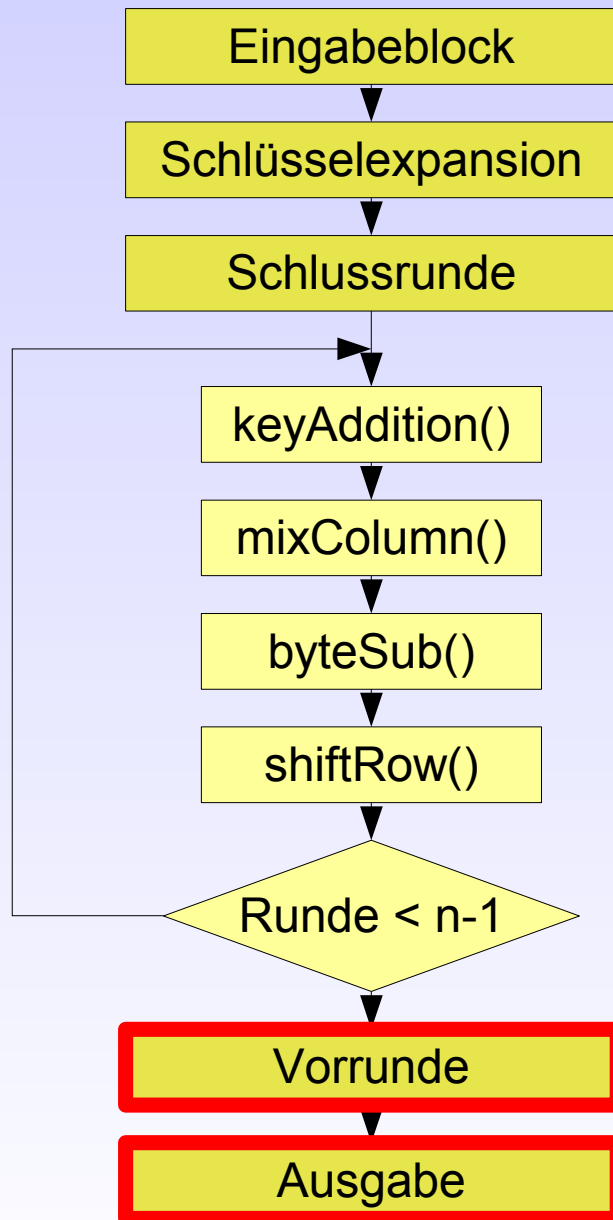 Eingabeblock
Schlüsselexpansion
Schlussrunde
keyAddition()
mixColumn()
byteSub()
shiftRow()
Runde < n-1
Vorrunde
Ausgabe